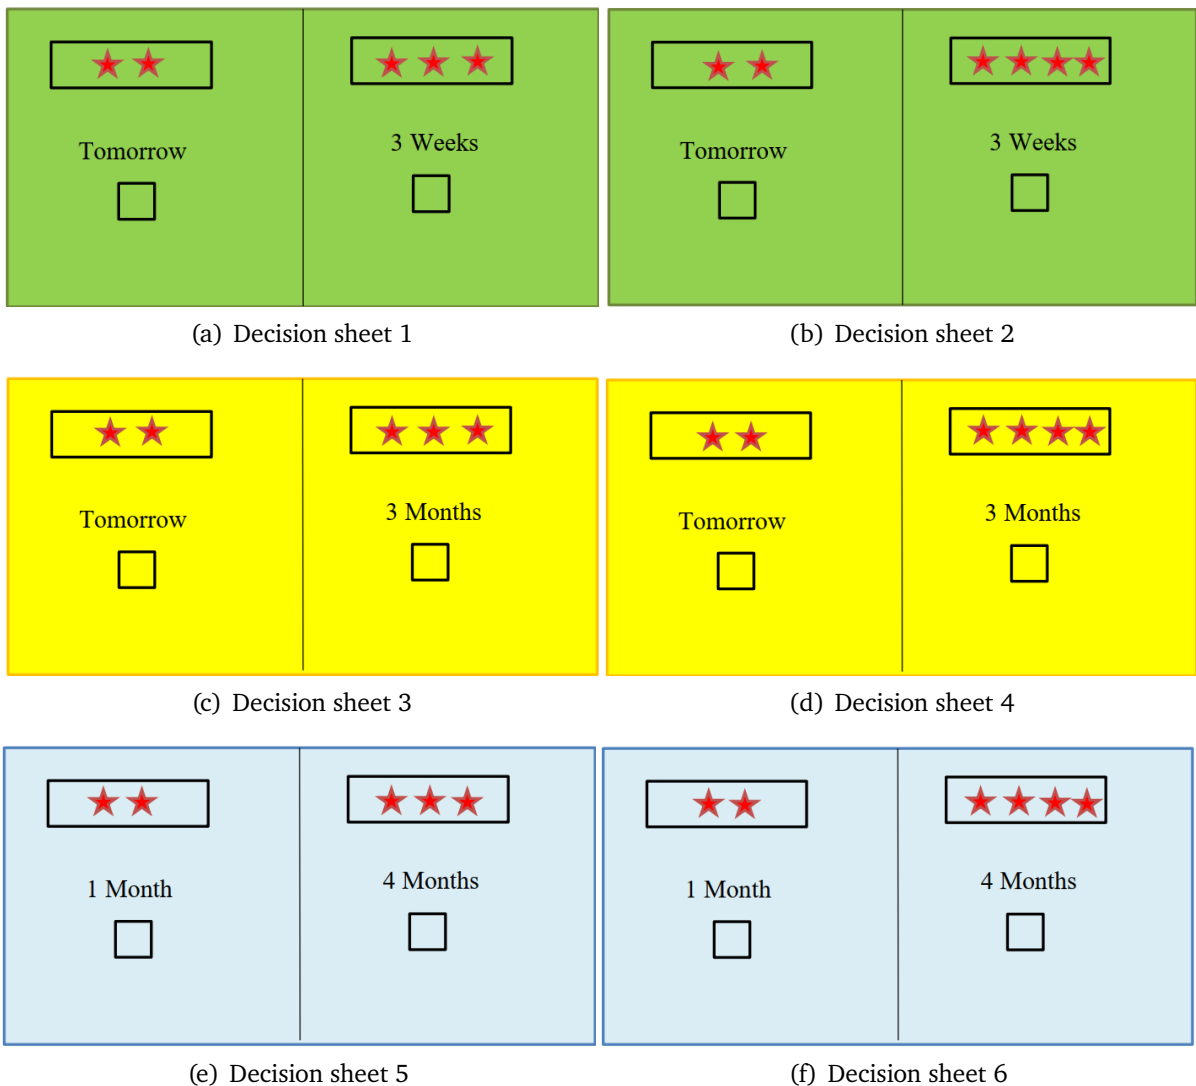 Tomorrow
3 Weeks
Tomorrow
3 Weeks
(a) Decision sheet 1
(b) Decision sheet 2
Tomorrow
3 Months
Tomorrow
3 Months
(c) Decision sheet 3
(d) Decision sheet 4
1 Month
4 Months
1 Month
4 Months
(e) Decision sheet 5
(f) Decision sheet 6